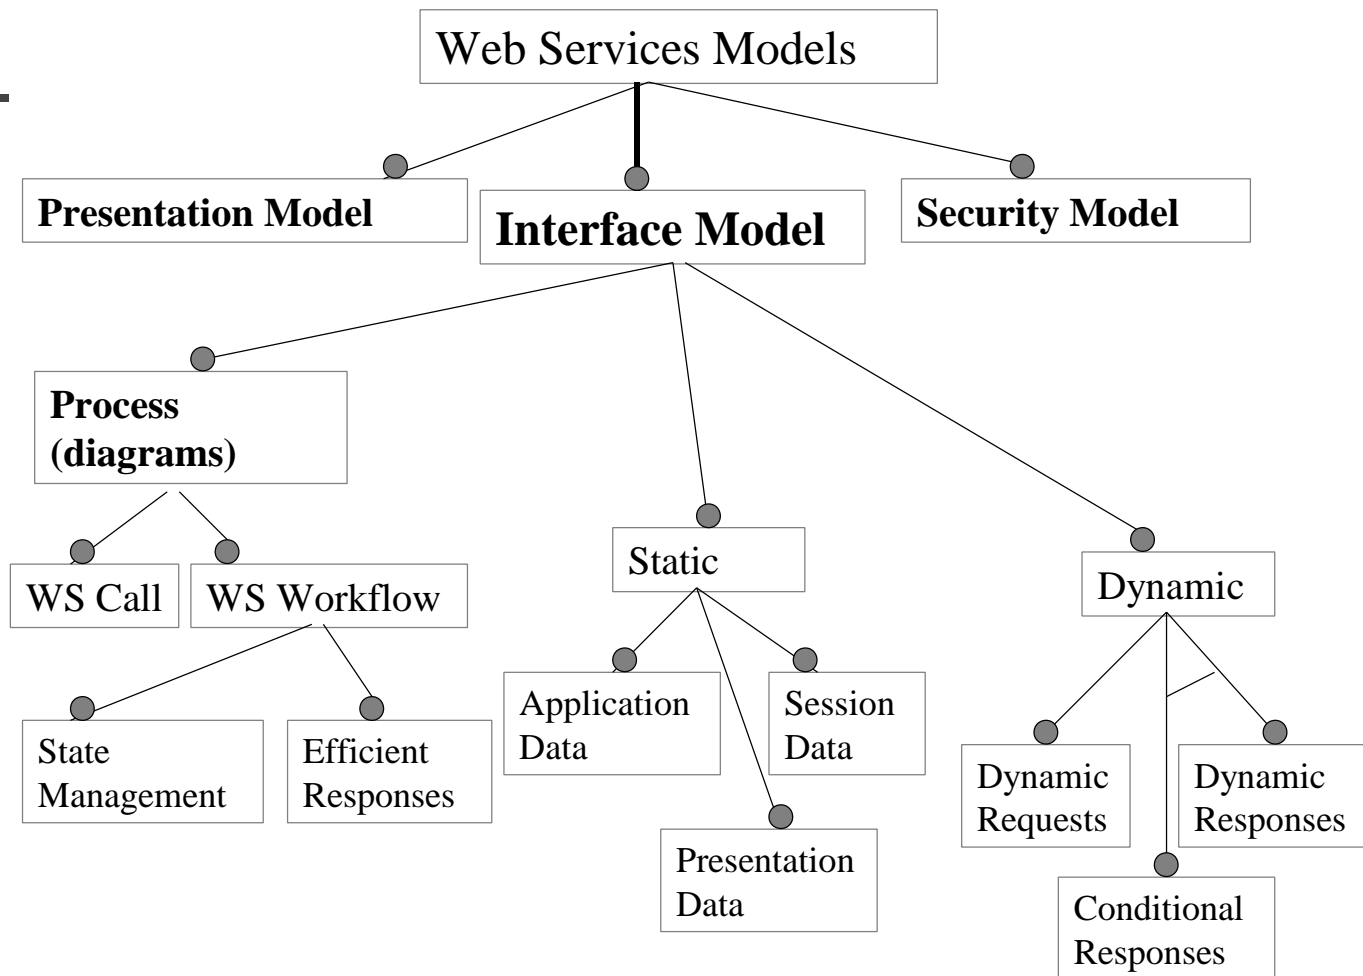 Web Services Models
Presentation Model
Interface Model
Security Model
Process
(diagrams)
WS Call
WS Workflow
Static
Dynamic
State
Management
Efficient
Responses
Application
Data
Session
Data
Presentation
Data
Dynamic
Requests
Dynamic
Responses
Conditional
Responses